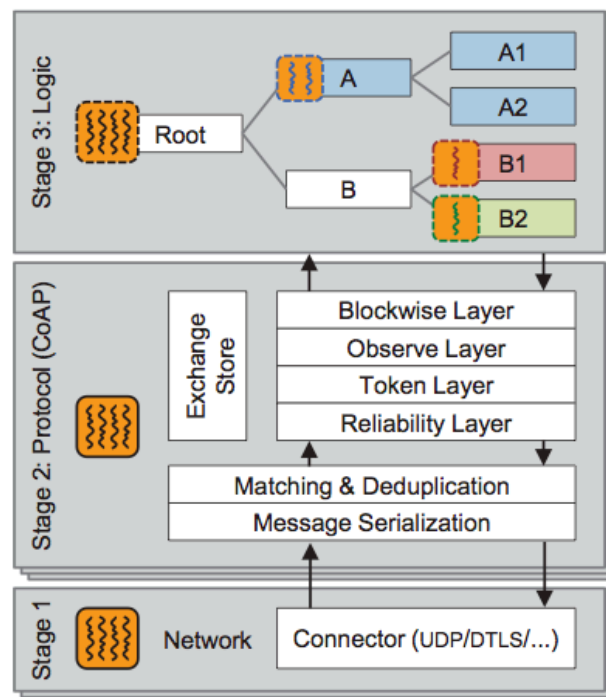 Stage 3: Logic
Root
A
A1
A2
B
B1
B2
Stage 2: Protocol (CoAP)
Exchange
Store
Blockwise Layer
Observe Layer
Token Layer
Reliability Layer
Matching & Deduplication
Message Serialization
Stage 1
Network
Connector (UDP/DTLS/...)